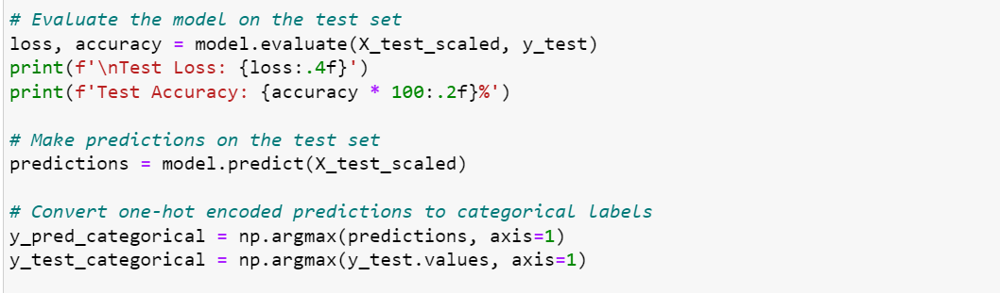 # Evaluate the model on the test set
loss, accuracy = model.evaluate(X_test_scaled, y_test)
print(f'\nTest Loss: {loss:.4f}')
print(f'Test Accuracy: {accuracy * 100:.2f}%')
# Make predictions on the test set
predictions = model.predict(X_test_scaled)
# Convert one-hot encoded predictions to categorical labels
y_pred_categorical = np.argmax(predictions, axis=1)
y_test_categorical = np.argmax(y_test.values, axis=1)